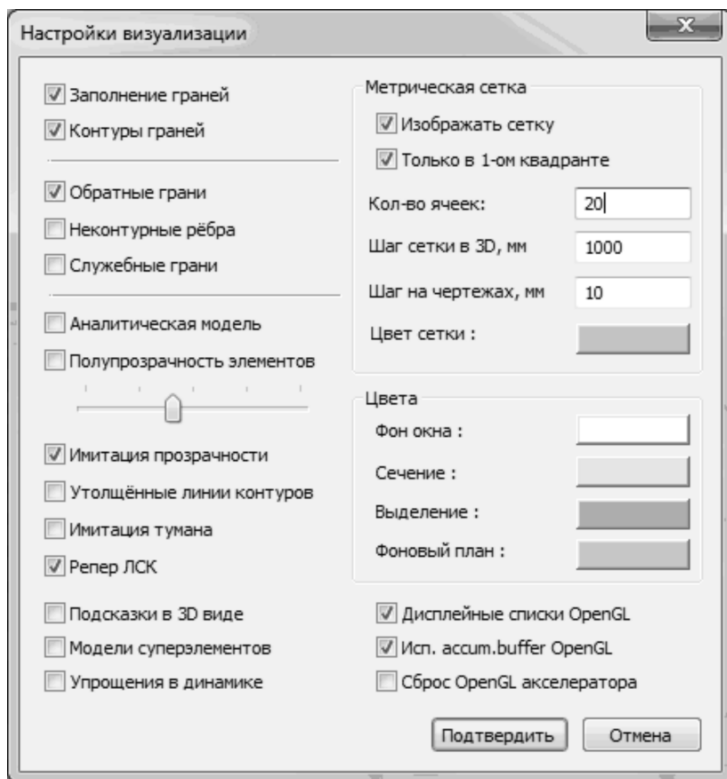 Настройки визуализации
Заполнение граней
Контуры граней
Обратные грани
Неконтурные рёбра
Служебные грани
Аналитическая модель
Полупрозрачность элементов
Имитация прозрачности
Утолщённые линии контуров
Имитация тумана
Репер ЛСК
Подсказки в 3D виде
Модели суперэлементов
Упрощения в динамике
Метрическая сетка
Изображать сетку
Только в 1-ом квадранте
Кол-во ячеек: 20
Шаг сетки в 3D, мм 1000
Шаг на чертежах, мм 10
Цвет сетки :
Цвета
Фон окна :
Сечение :
Выделение :
Фоновый план :
Дисплейные списки OpenGL
Исп. accum.buffer OpenGL
Сброс OpenGL акселератора
Подтвердить Отмена